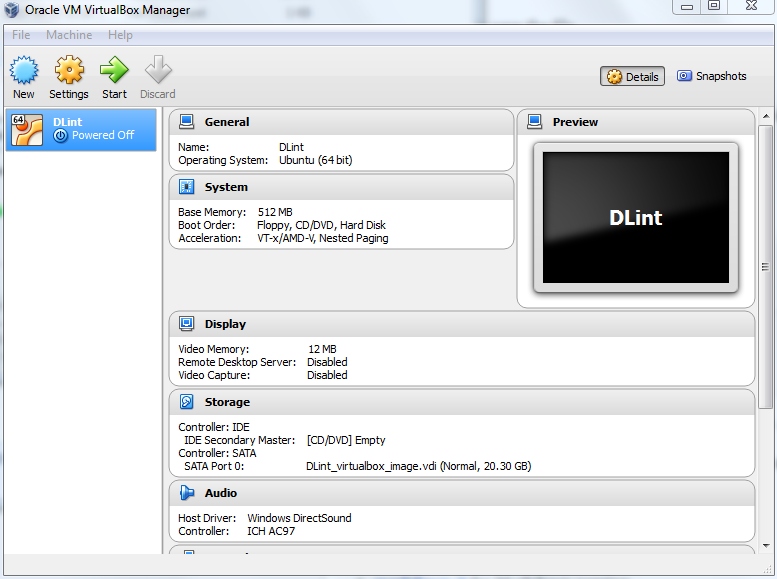 Oracle VM VirtualBox Manager
File Machine Help
New Settings Start Discard
Details Snapshots
64 DLint
Powered Off
General
Name: DLint
Operating System: Ubuntu (64 bit)
System
Base Memory: 512 MB
Boot Order: Floppy, CD/DVD, Hard Disk
Acceleration: VT-x/AMD-V, Nested Paging
Preview
DLint
Display
Video Memory: 12 MB
Remote Desktop Server: Disabled
Video Capture: Disabled
Storage
Controller: IDE
IDE Secondary Master: [CD/DVD] Empty
Controller: SATA
SATA Port 0: DLint_virtualbox_image.vdi (Normal, 20.30 GB)
Audio
Host Driver: Windows DirectSound
Controller: ICH AC97